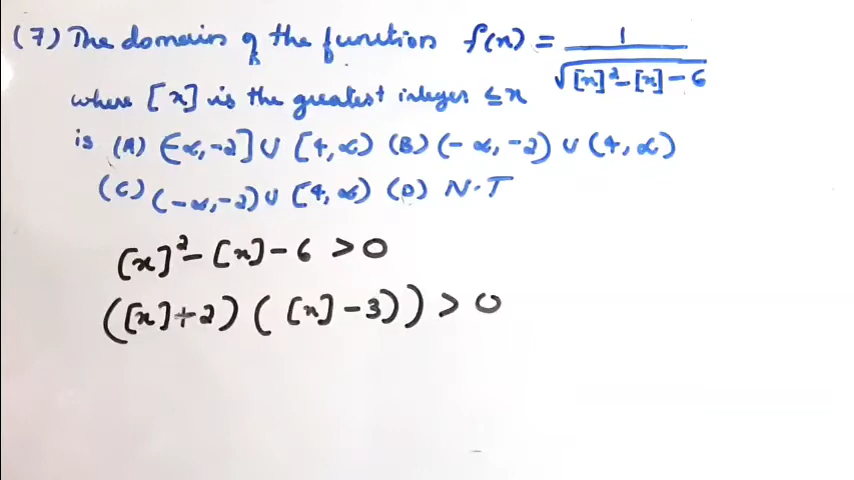 (7) The domain of the function f(x) = 1/√([x]²-[x]-6)
where [x] is the greatest integer ≤ x
is (A) (-∝,-2] ∪ [4,∝) (B) (-∝,-2) ∪ (4,∝)
(C) (-∝,-2) ∪ [4,∝) (D) N.T
[x]²-[x]-6 >0
([x]+2) ([x]-3)) > 0